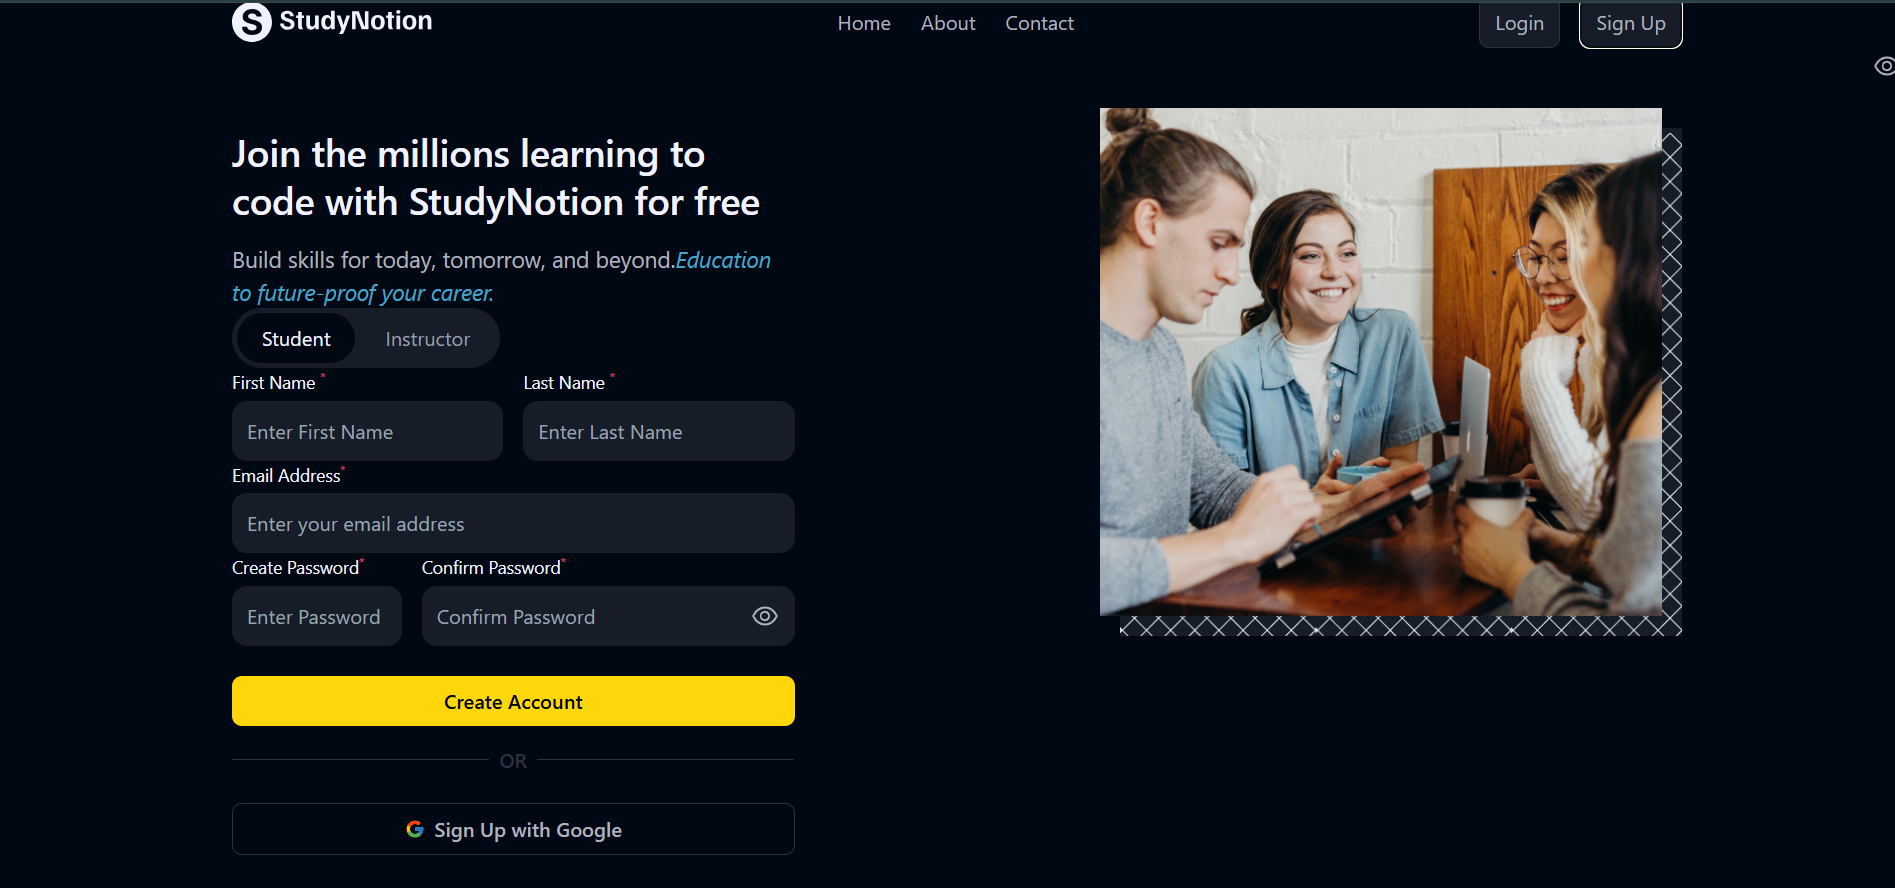 StudyNotion
Home About Contact
Login Sign Up
Join the millions learning to
code with StudyNotion for free
Build skills for today, tomorrow, and beyond.Education
to future-proof your career.
Student Instructor
First Name * Last Name *
Enter First Name Enter Last Name
Email Address*
Enter your email address
Create Password* Confirm Password*
Enter Password Confirm Password
Create Account
OR
Sign Up with Google